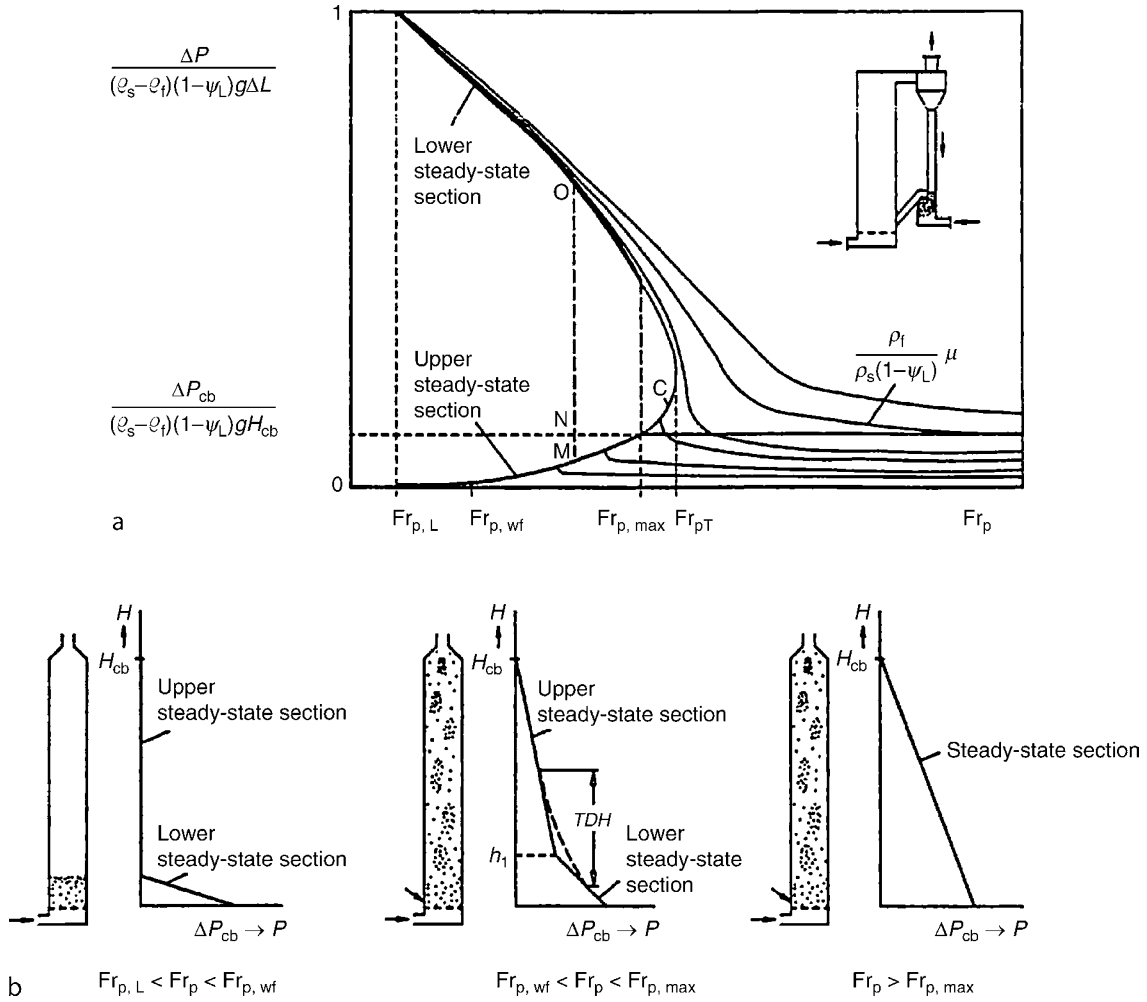 1
ΔP
(ϱs−ϱf)(1−ψL)gΔL
Lower
steady-state
section
O
Upper
steady-state
section
C
ρf
ρs(1−ψL)
μ
ΔPcb
(ϱs−ϱf)(1−ψL)gHcb
N
M
0
Frp, L
Frp, wf
Frp, max
FrpT
Frp
a
H
Hcb
Upper
steady-state section
Lower
steady-state section
ΔPcb → P
H
Hcb
Upper
steady-state section
TDH
h1
Lower
steady-state
section
ΔPcb → P
H
Hcb
Steady-state section
ΔPcb → P
b
Frp, L < Frp < Frp, wf
Frp, wf < Frp < Frp, max
Frp > Frp, max